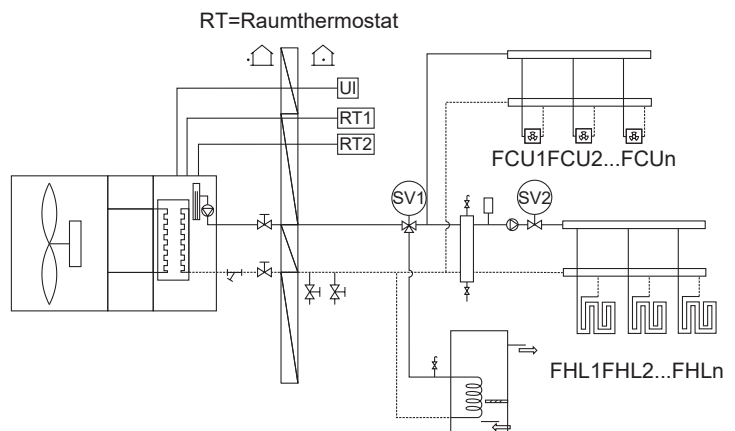 RT=Raumthermostat
UI
RT1
RT2
FCU1FCU2...FCUn
SV1
SV2
FHL1FHL2...FHLn